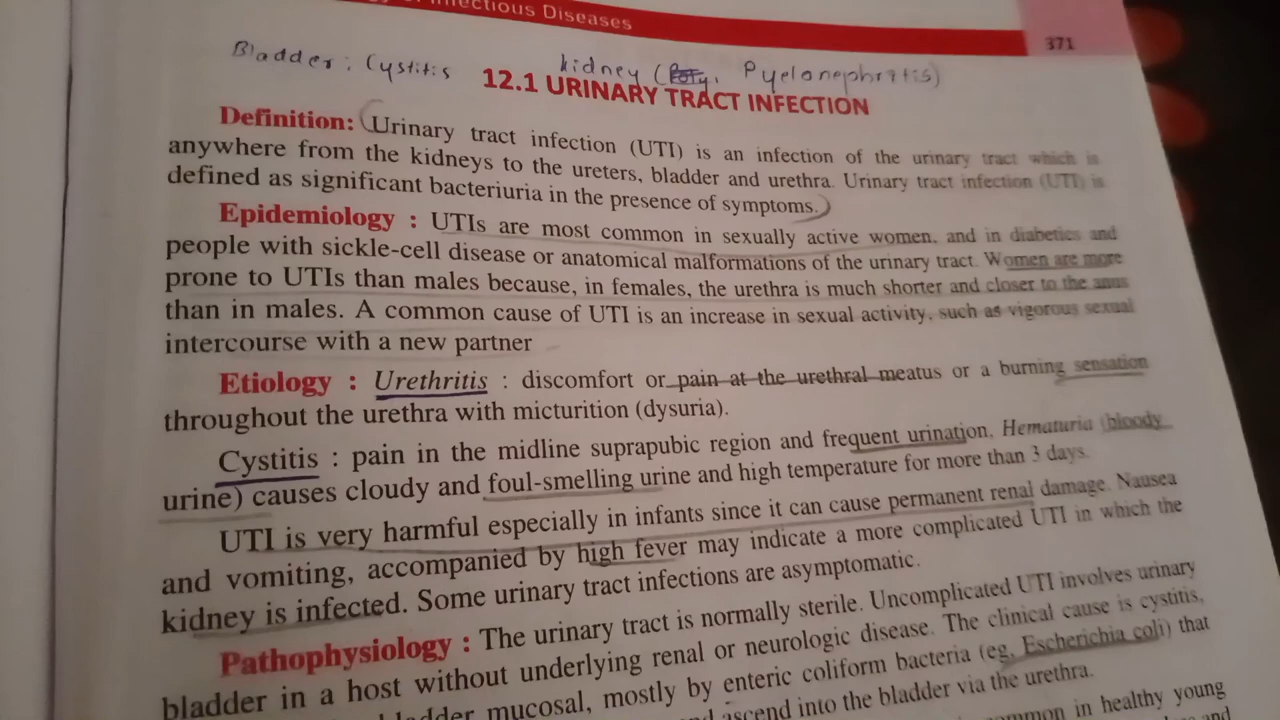 Infectious Diseases
371
Bladder: Cystitis kidney ( Pyelonephritis)
12.1 URINARY TRACT INFECTION
Definition: Urinary tract infection (UTI) is an infection of the urinary tract which is
anywhere from the kidneys to the ureters, bladder and urethra. Urinary tract infection (UTI) is
defined as significant bacteriuria in the presence of symptoms.
Epidemiology : UTIs are most common in sexually active women, and in diabetics and
people with sickle-cell disease or anatomical malformations of the urinary tract. Women are more
prone to UTIs than males because, in females, the urethra is much shorter and closer to the anus
than in males. A common cause of UTI is an increase in sexual activity, such as vigorous sexual
intercourse with a new partner
Etiology : Urethritis : discomfort or pain at the urethral meatus or a burning sensation
throughout the urethra with micturition (dysuria).
Cystitis : pain in the midline suprapubic region and frequent urination. Hematuria (bloody
urine) causes cloudy and foul-smelling urine and high temperature for more than 3 days.
UTI is very harmful especially in infants since it can cause permanent renal damage. Nausea
and vomiting, accompanied by high fever may indicate a more complicated UTI in which the
kidney is infected. Some urinary tract infections are asymptomatic.
Pathophysiology : The urinary tract is normally sterile. Uncomplicated UTI involves urinary
bladder in a host without underlying renal or neurologic disease. The clinical cause is cystitis,
bladder mucosal, mostly by enteric coliform bacteria (eg, Escherichia coli) that
ascend into the bladder via the urethra.
common in healthy young
and